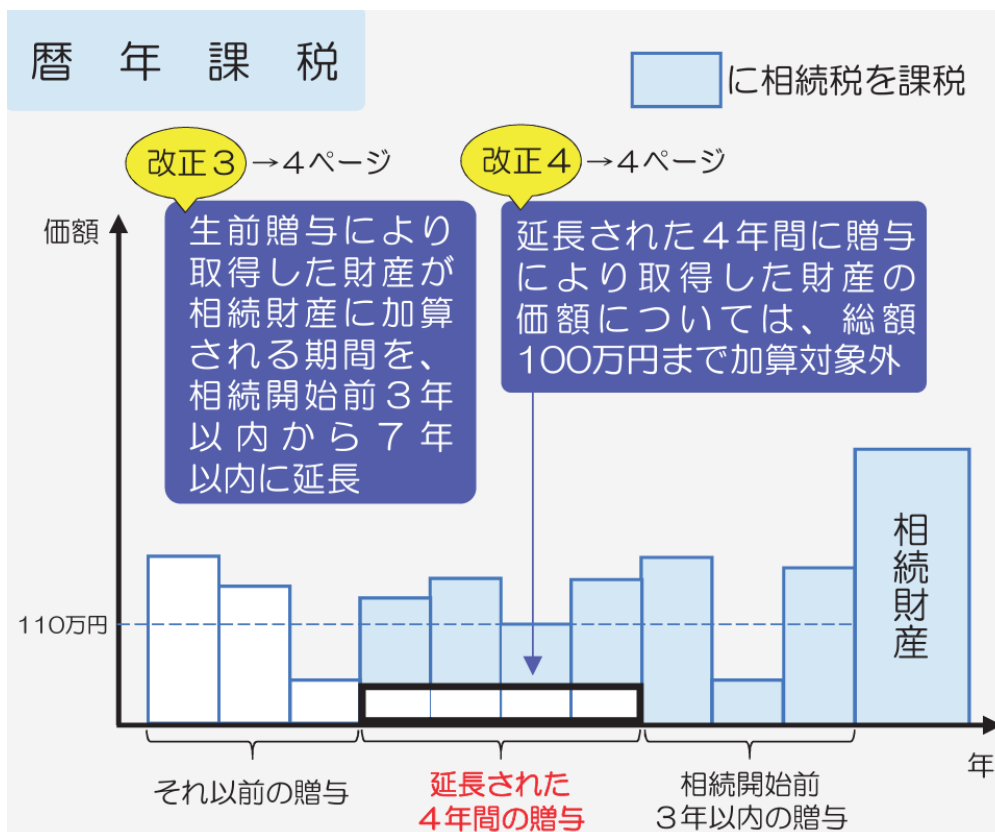 暦年課税
に相続税を課税
改正3 →4ページ
改正4 →4ページ
価額
生前贈与により
取得した財産が
相続財産に加算
される期間を、
相続開始前3年
以内から7年
以内に延長
延長された4年間に贈与
により取得した財産の
価額については、総額
100万円まで加算対象外
110万円
相続財産
年
それ以前の贈与
延長された
4年間の贈与
相続開始前
3年以内の贈与